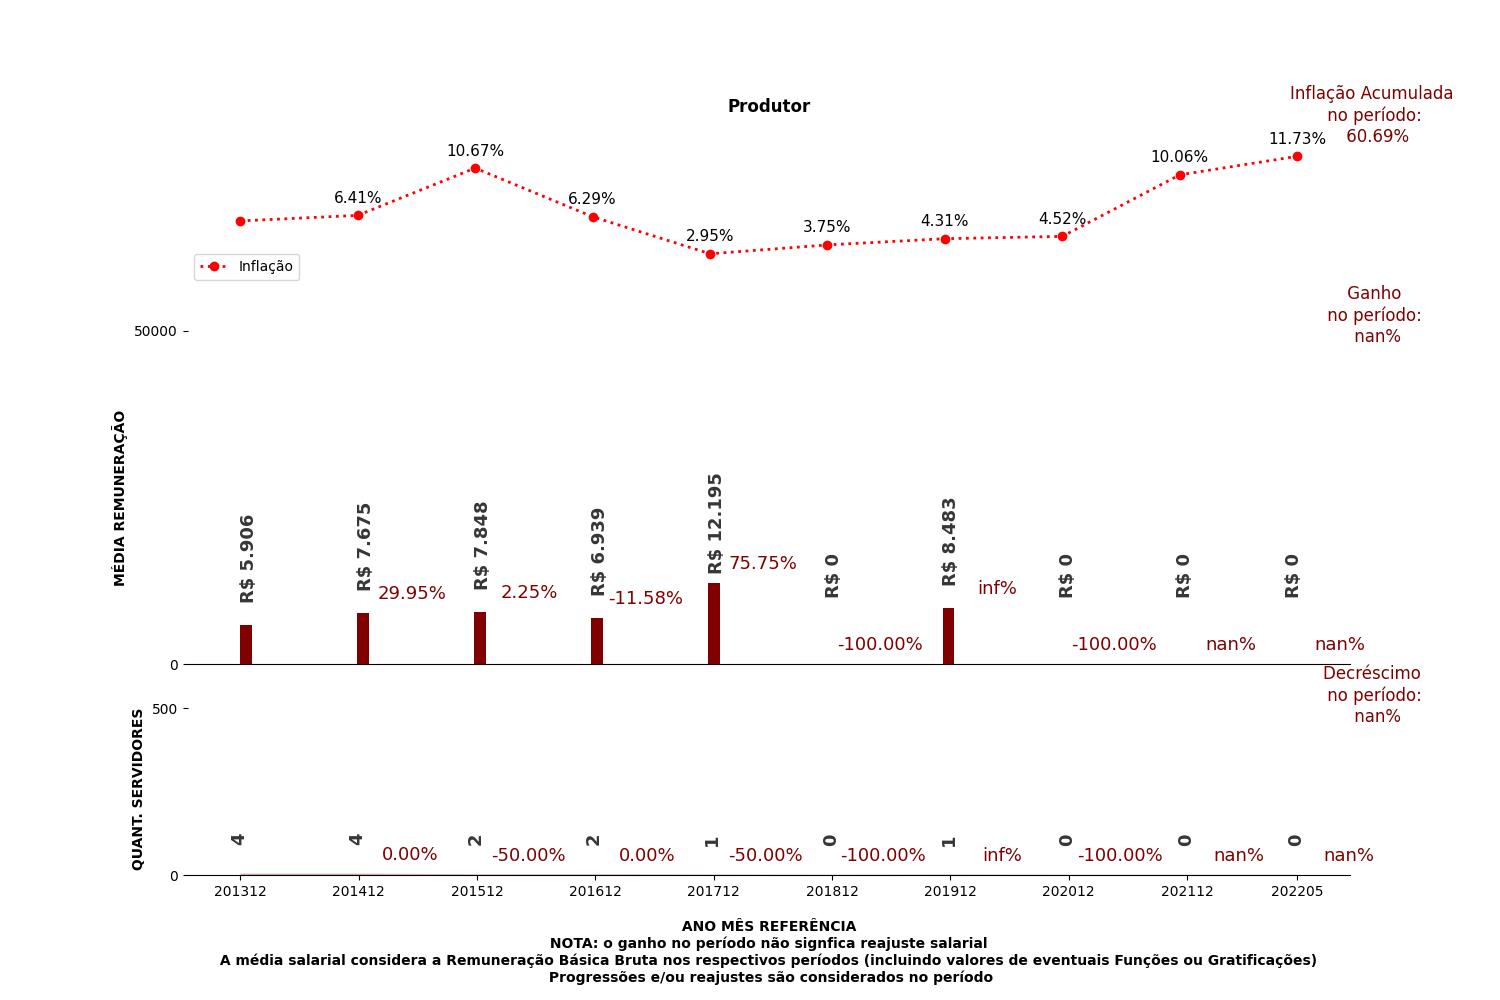 Produtor
Inflação Acumulada
no período:
60.69%
6.41%
10.67%
6.29%
2.95%
3.75%
4.31%
4.52%
10.06%
11.73%
Inflação
Ganho
no período:
nan%
50000
0
MÉDIA REMUNERAÇÃO
R$ 5.906
R$ 7.675
R$ 7.848
R$ 6.939
R$ 12.195
R$ 0
R$ 8.483
R$ 0
R$ 0
R$ 0
29.95%
2.25%
-11.58%
75.75%
-100.00%
inf%
-100.00%
nan%
nan%
Decréscimo
no período:
nan%
500
0
QUANT. SERVIDORES
4
4
2
2
1
0
1
0
0
0
0.00%
-50.00%
0.00%
-50.00%
-100.00%
inf%
-100.00%
nan%
nan%
201312
201412
201512
201612
201712
201812
201912
202012
202112
202205
ANO MÊS REFERÊNCIA
NOTA: o ganho no período não signfica reajuste salarial
A média salarial considera a Remuneração Básica Bruta nos respectivos períodos (incluindo valores de eventuais Funções ou Gratificações)
Progressões e/ou reajustes são considerados no período